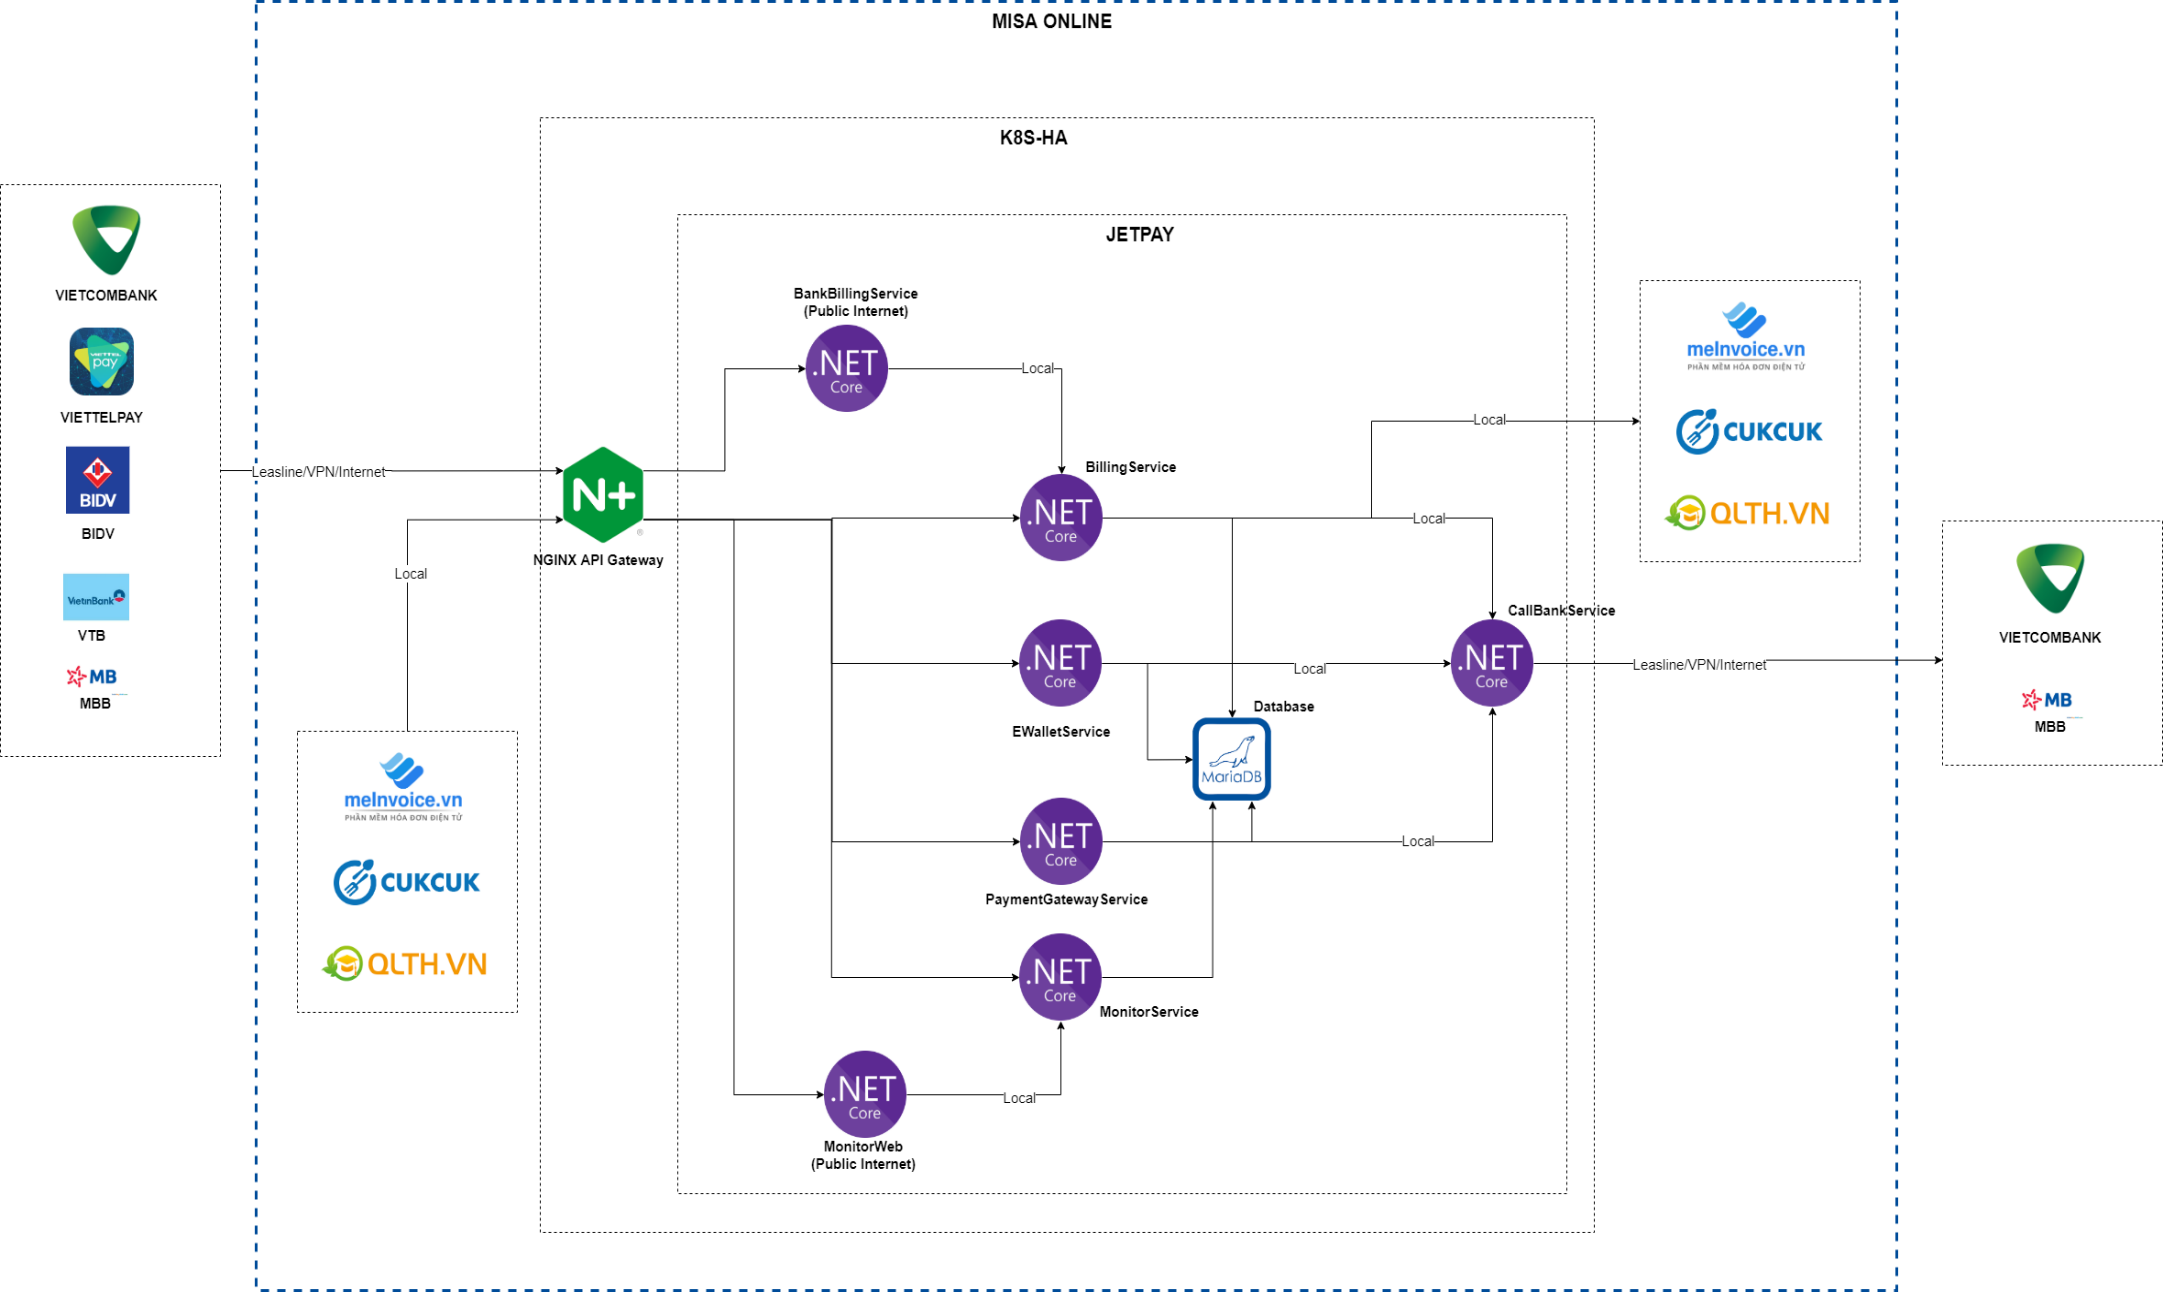 MISA ONLINE
K8S-HA
JETPAY
VIETCOMBANK
VIETTEL
pay
VIETTELPAY
BIDV
BIDV
VietinBank
VTB
MB
MBB
Leasline/VPN/Internet
Local
meInvoice.vn
PHẦN MỀM HÓA ĐƠN ĐIỆN TỬ
CUKCUK
QLTH.VN
N+
®
NGINX API Gateway
BankBillingService
(Public Internet)
.NET
Core
Local
BillingService
.NET
Core
Local
Local
.NET
Core
EWalletService
Local
Database
MariaDB
.NET
Core
PaymentGatewayService
Local
.NET
Core
MonitorService
.NET
Core
MonitorWeb
(Public Internet)
Local
CallBankService
.NET
Core
Leasline/VPN/Internet
meInvoice.vn
PHẦN MỀM HÓA ĐƠN ĐIỆN TỬ
CUKCUK
QLTH.VN
VIETCOMBANK
MB
MBB